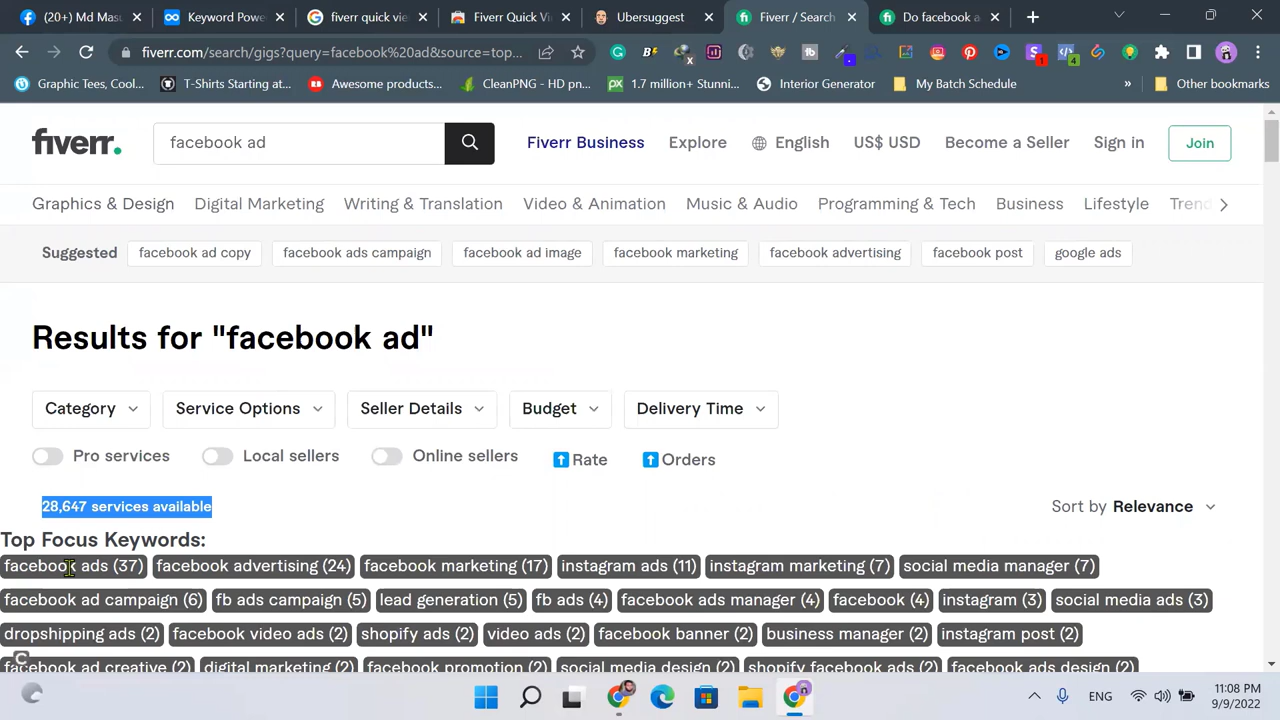 (20+) Md Mas
Keyword Pow
fiverr quick vie
Fiverr Quick Vi
Ubersuggest
Fiverr / Search
Do facebook a
fiverr.com/search/gigs?query=facebook%20ad&source=top...
Graphic Tees, Cool...
T-Shirts Starting at...
Awesome products...
CleanPNG - HD pn...
1.7 million+ Stunni...
Interior Generator
My Batch Schedule
»
Other bookmarks
fiverr.
facebook ad
Fiverr Business
Explore
English
US$ USD
Become a Seller
Sign in
Join
Graphics & Design
Digital Marketing
Writing & Translation
Video & Animation
Music & Audio
Programming & Tech
Business
Lifestyle
Trend
Suggested
facebook ad copy
facebook ads campaign
facebook ad image
facebook marketing
facebook advertising
facebook post
google ads
Results for "facebook ad"
Category
Service Options
Seller Details
Budget
Delivery Time
Pro services
Local sellers
Online sellers
Rate
Orders
28,647 services available
Sort by Relevance
Top Focus Keywords:
facebook ads (37) facebook advertising (24) facebook marketing (17) instagram ads (11) instagram marketing (7) social media manager (7)
facebook ad campaign (6) fb ads campaign (5) lead generation (5) fb ads (4) facebook ads manager (4) facebook (4) instagram (3) social media ads (3)
dropshipping ads (2) facebook video ads (2) shopify ads (2) video ads (2) facebook banner (2) business manager (2) instagram post (2)
facebook ad creative (2) digital marketing (2) facebook promotion (2) social media design (2) shopify facebook ads (2) facebook ads design (2)
ENG
11:08 PM
9/9/2022